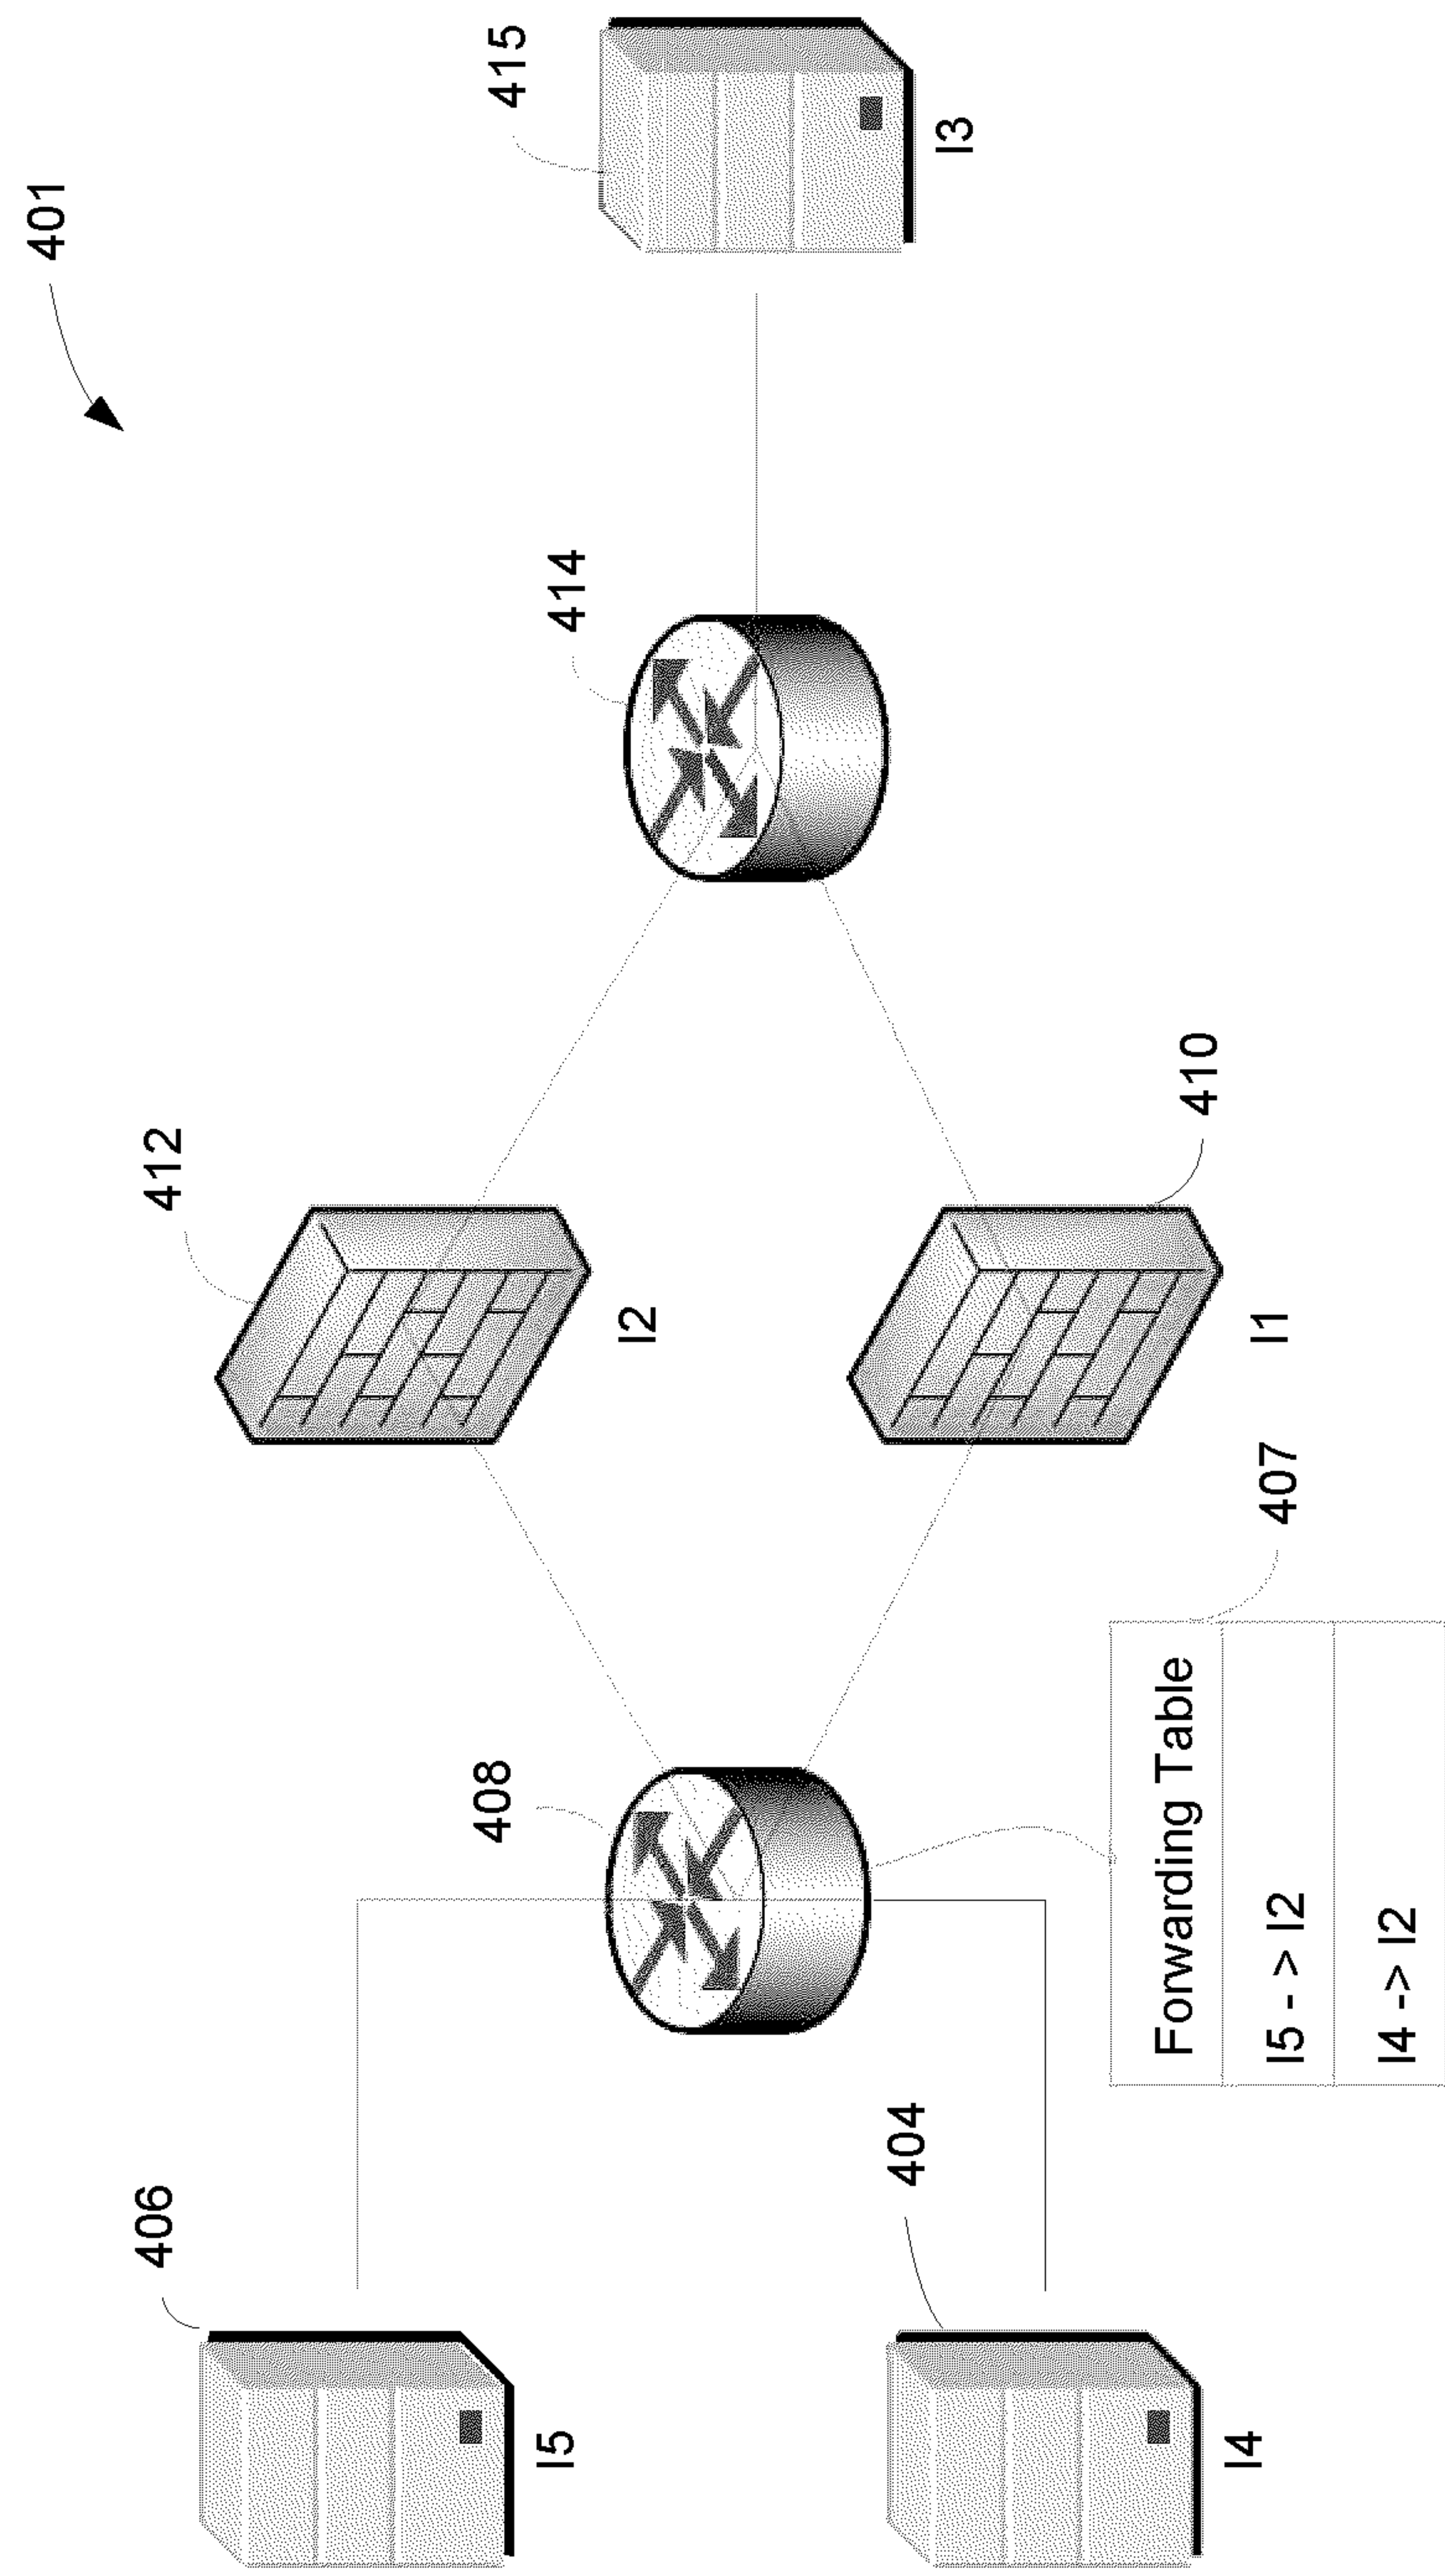 401
406
412
408
415
I5
414
I2
404
I3
410
I4
I1
407
Forwarding Table
I5 - > I2
I4 -> I2